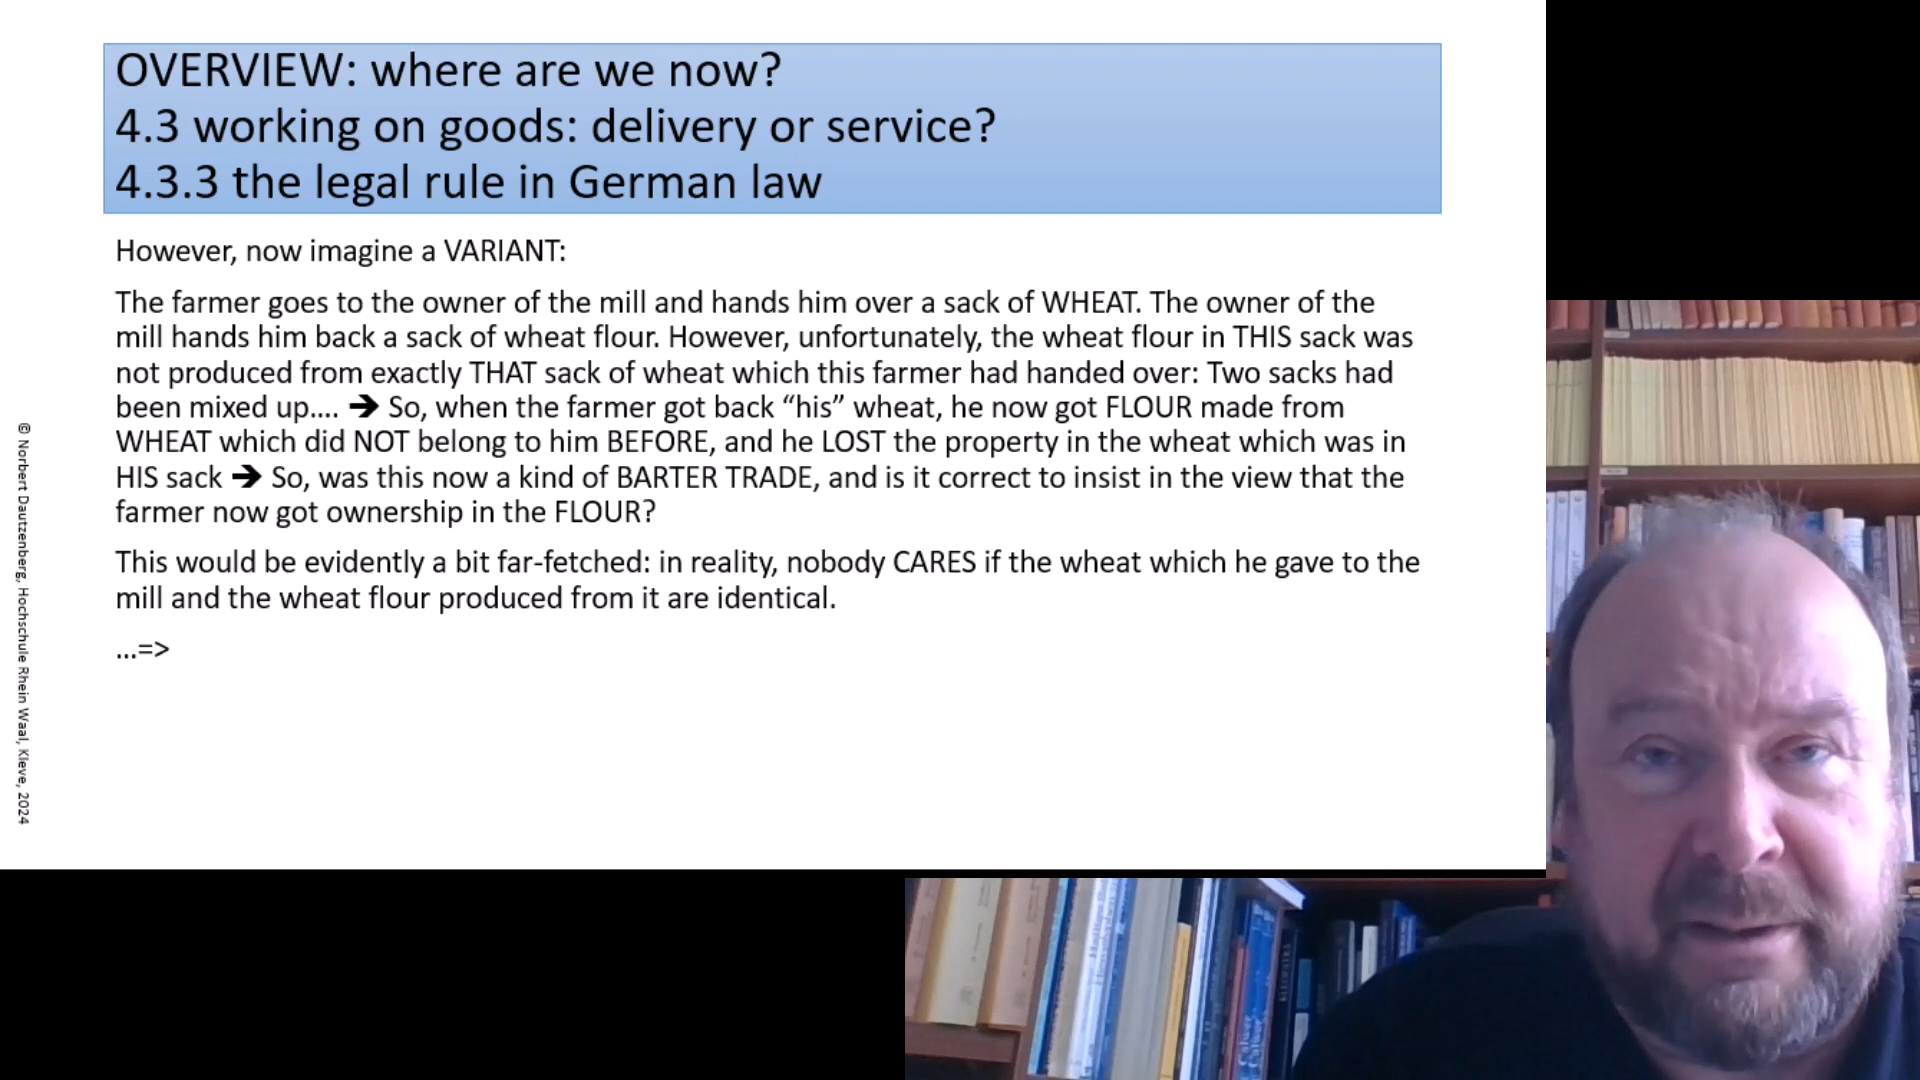 OVERVIEW: where are we now?
4.3 working on goods: delivery or service?
4.3.3 the legal rule in German law
However, now imagine a VARIANT:
The farmer goes to the owner of the mill and hands him over a sack of WHEAT. The owner of the
mill hands him back a sack of wheat flour. However, unfortunately, the wheat flour in THIS sack was
not produced from exactly THAT sack of wheat which this farmer had handed over: Two sacks had
been mixed up.... ➔ So, when the farmer got back “his” wheat, he now got FLOUR made from
WHEAT which did NOT belong to him BEFORE, and he LOST the property in the wheat which was in
HIS sack ➔ So, was this now a kind of BARTER TRADE, and is it correct to insist in the view that the
farmer now got ownership in the FLOUR?
This would be evidently a bit far-fetched: in reality, nobody CARES if the wheat which he gave to the
mill and the wheat flour produced from it are identical.
...=>
© Norbert Dautzenberg, Hochschule Rhein Waal, Kleve, 2024